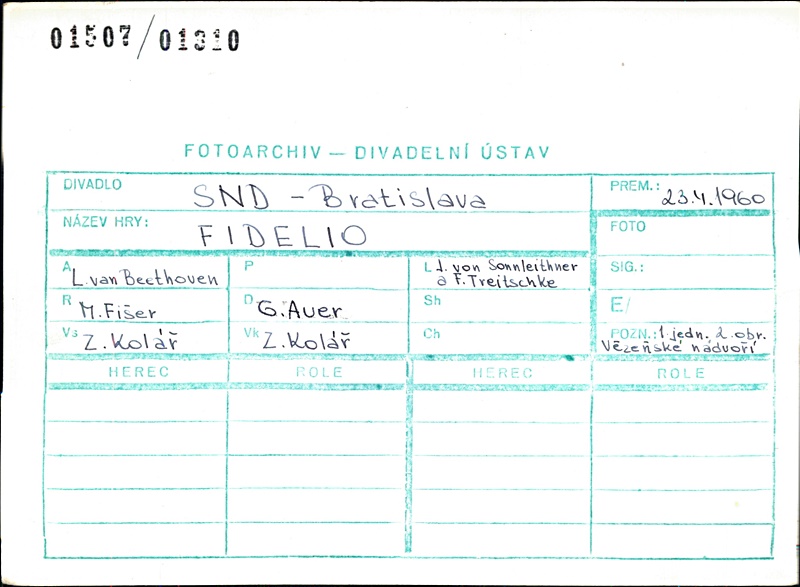 01507/01310
FOTOARCHIV — DIVADELNÍ ÚSTAV
DIVADLO SND - Bratislava
PREM.: 23.4.1960
NÁZEV HRY: FIDELIO
FOTO
A L. van Beethoven
P
L J. von Sonnleithner
a F. Treitschke
SIG.:
R M. Fišer
D G. Auer
Sh
E/
Vs Z. Kolář
Vk Z. Kolář
Ch
POZN.: 1. jedn. 2. obr.
Vězeňské nádvoří
HEREC ROLE HEREC ROLE